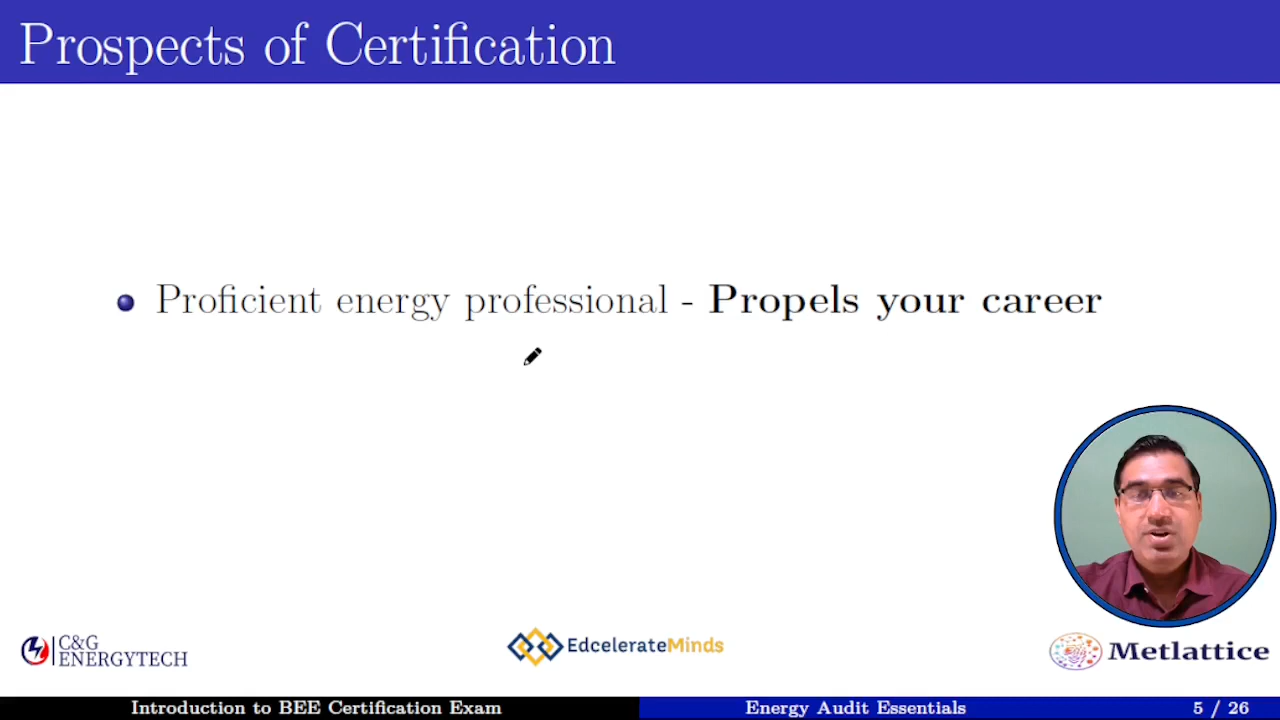 Prospects of Certification
Proficient energy professional - Propels your career
C&G
ENERGYTECH
EdcelerateMinds
Metlattice
Introduction to BEE Certification Exam
Energy Audit Essentials
5 / 26